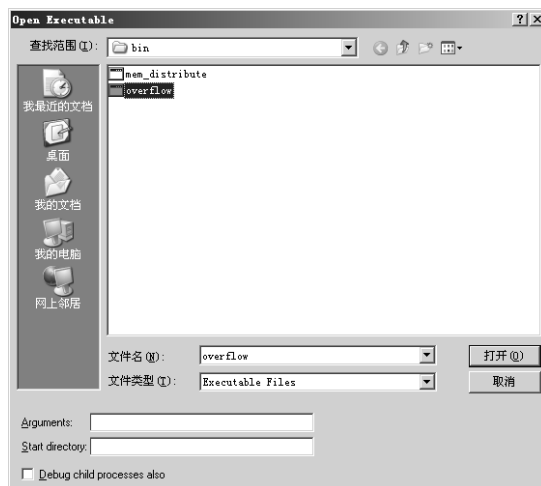 Open Executable
查找范围(I):
bin
mem_distribute
overflow
我最近的文档
桌面
我的文档
我的电脑
网上邻居
文件名(N):
overflow
打开(O)
文件类型(T):
Executable Files
取消
Arguments:
Start directory:
Debug child processes also